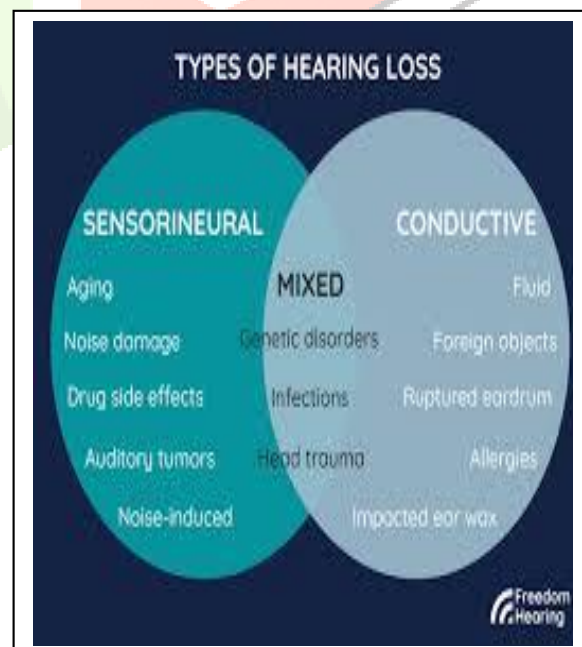 TYPES OF HEARING LOSS
SENSORINEURAL
Aging
Noise damage
Drug side effects
Auditory tumors
Noise-induced
MIXED
Genetic disorders
Infections
Head trauma
CONDUCTIVE
Fluid
Foreign objects
Ruptured eardrum
Allergies
Impacted ear wax
Freedom
Hearing